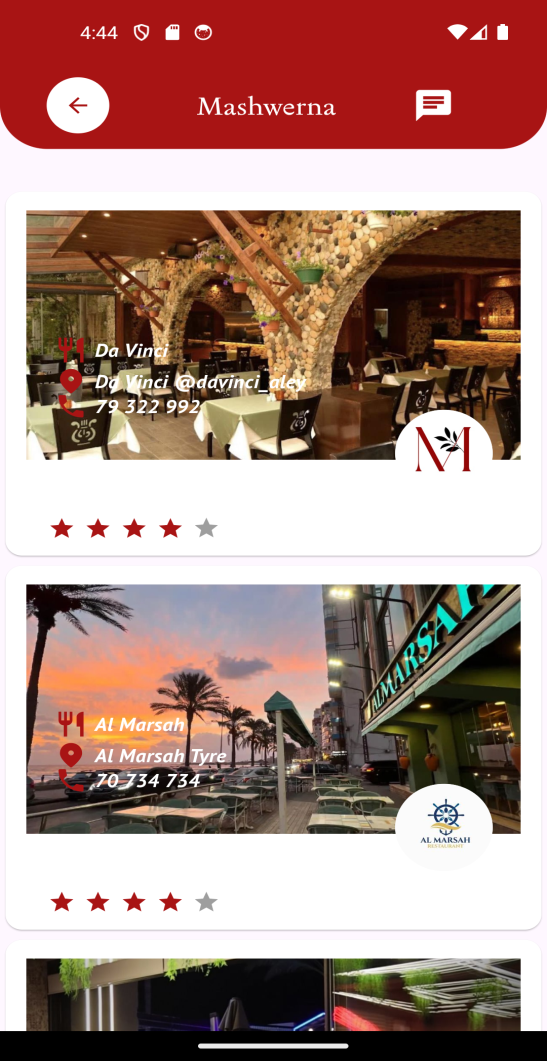 4:44
Mashwerna
Da Vinci
Da Vinci @davinci_aley
79 322 992
M
ALMARSAH
Al Marsah
Al Marsah Tyre
70 734 734
AL MARSAH
RESTAURANT